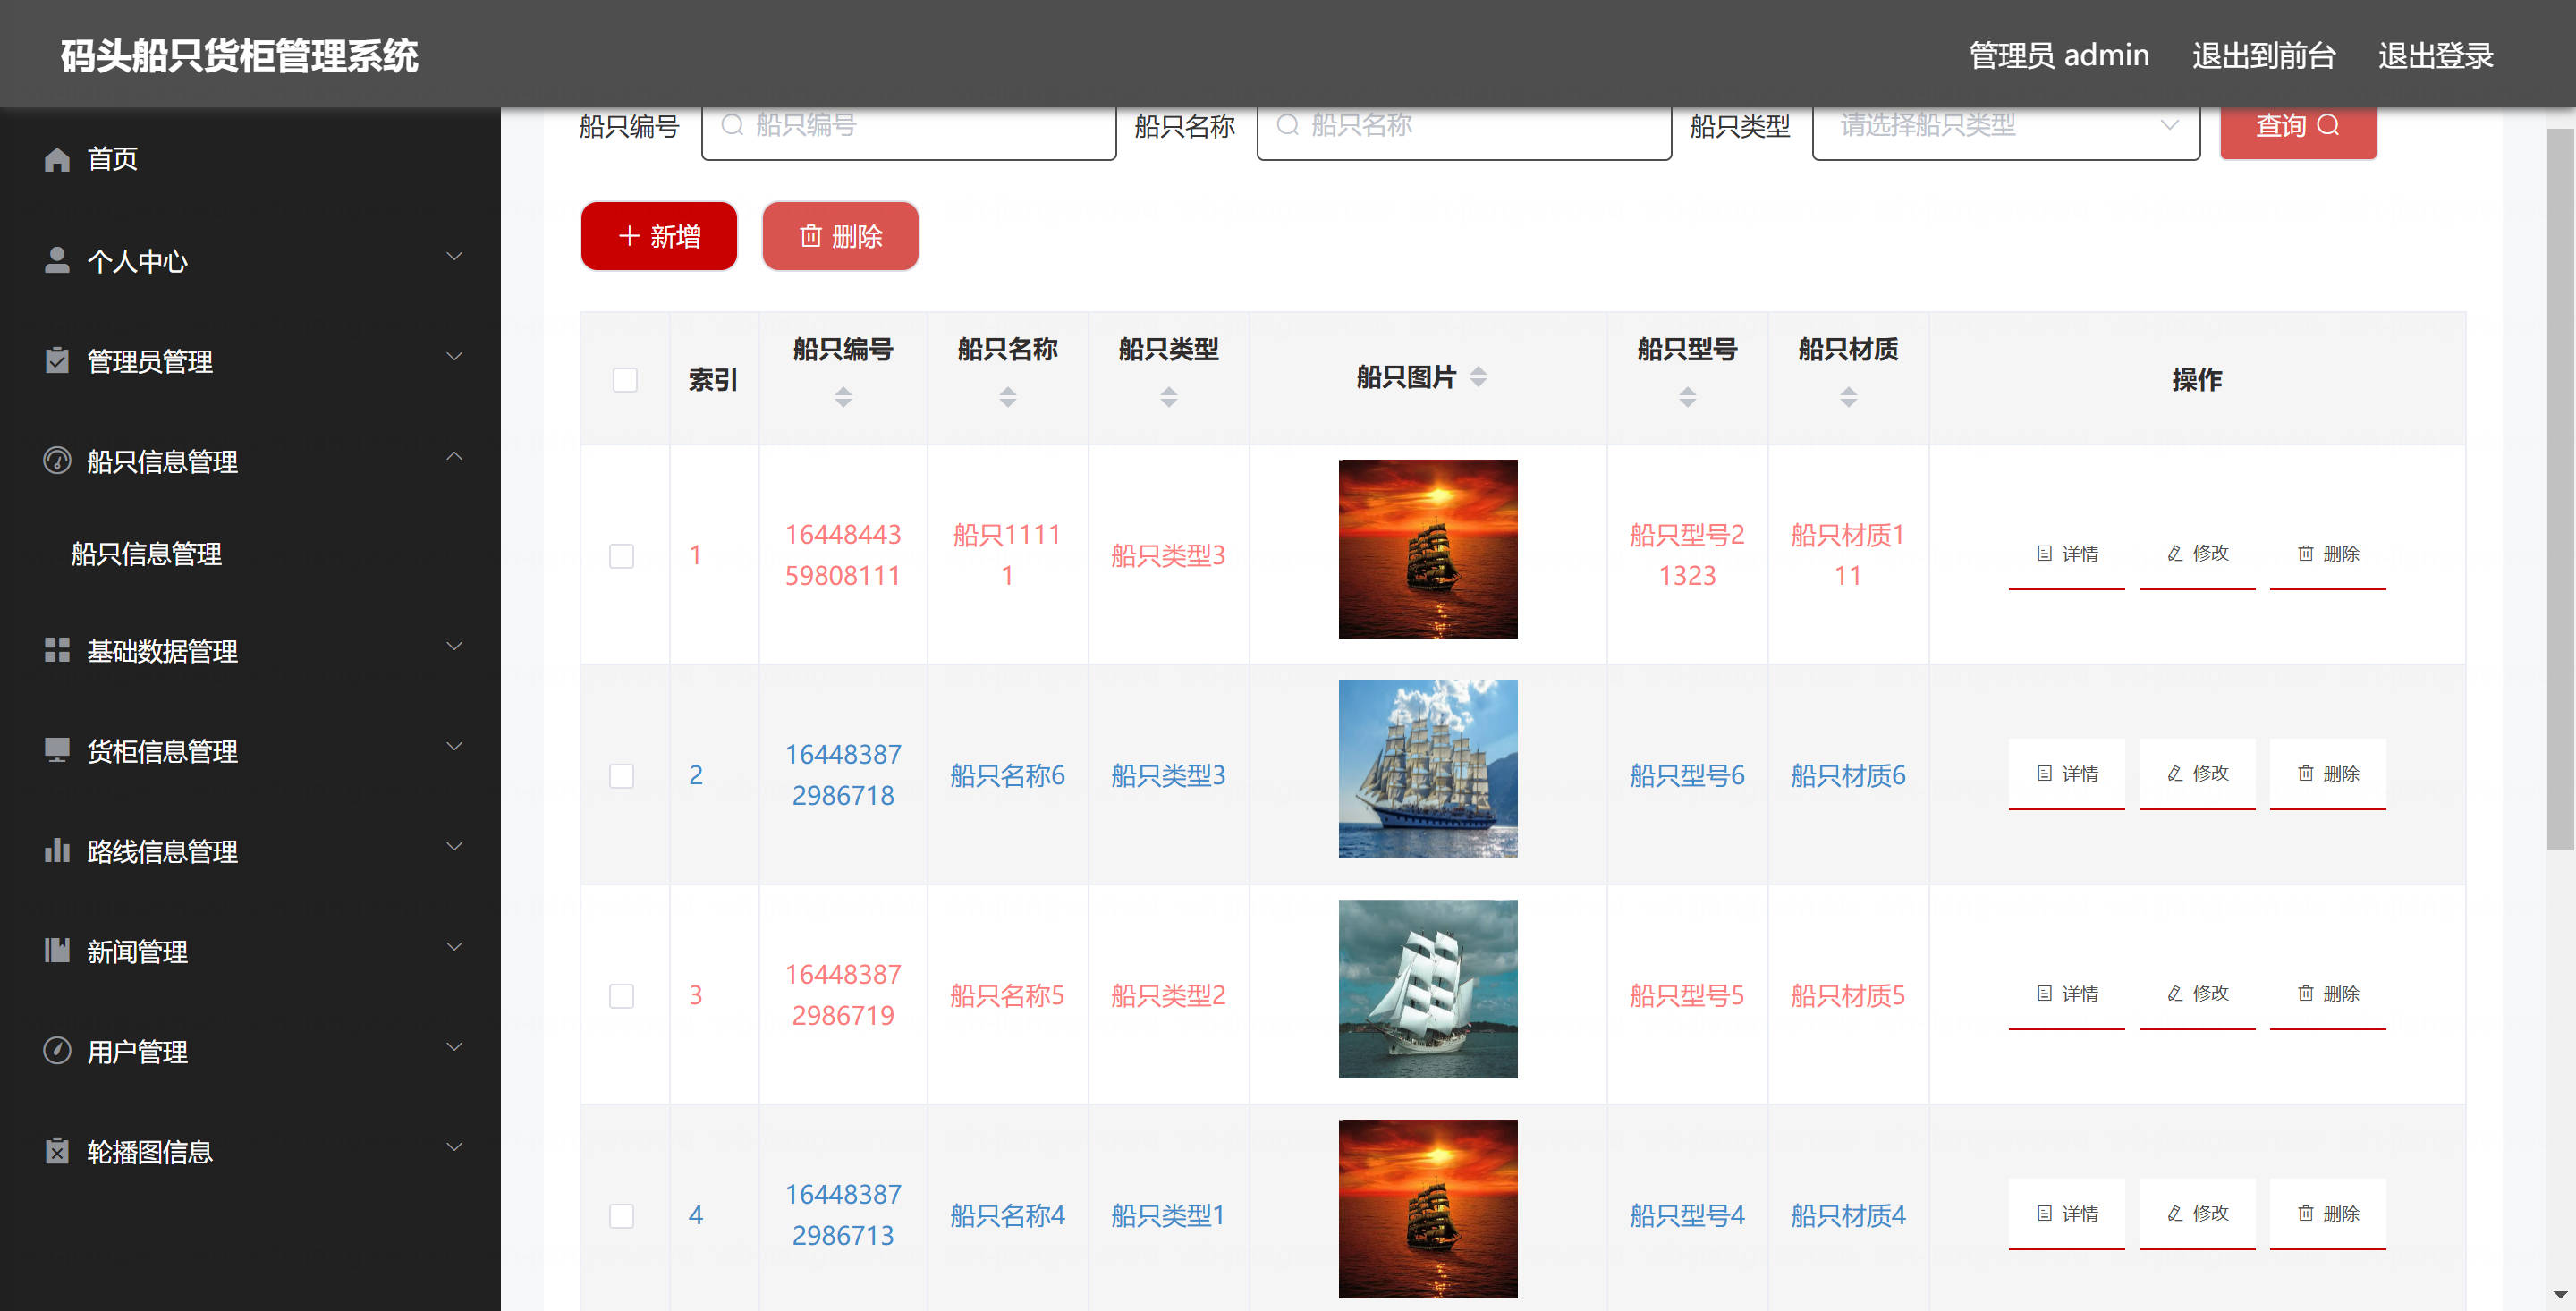 码头船只货柜管理系统
管理员 admin
退出到前台
退出登录
首页
个人中心
管理员管理
船只信息管理
船只信息管理
基础数据管理
货柜信息管理
路线信息管理
新闻管理
用户管理
轮播图信息
船只编号 船只编号 船只名称 船只名称 船只类型 请选择船只类型 查询
新增 删除
索引 船只编号 船只名称 船只类型 船只图片 船只型号 船只材质 操作
1 16448443 船只1111 船只类型3 船只型号2 船只材质1 详情 修改 删除
59808111 1 1323 11
2 16448387 船只名称6 船只类型3 船只型号6 船只材质6 详情 修改 删除
2986718
3 16448387 船只名称5 船只类型2 船只型号5 船只材质5 详情 修改 删除
2986719
4 16448387 船只名称4 船只类型1 船只型号4 船只材质4 详情 修改 删除
2986713